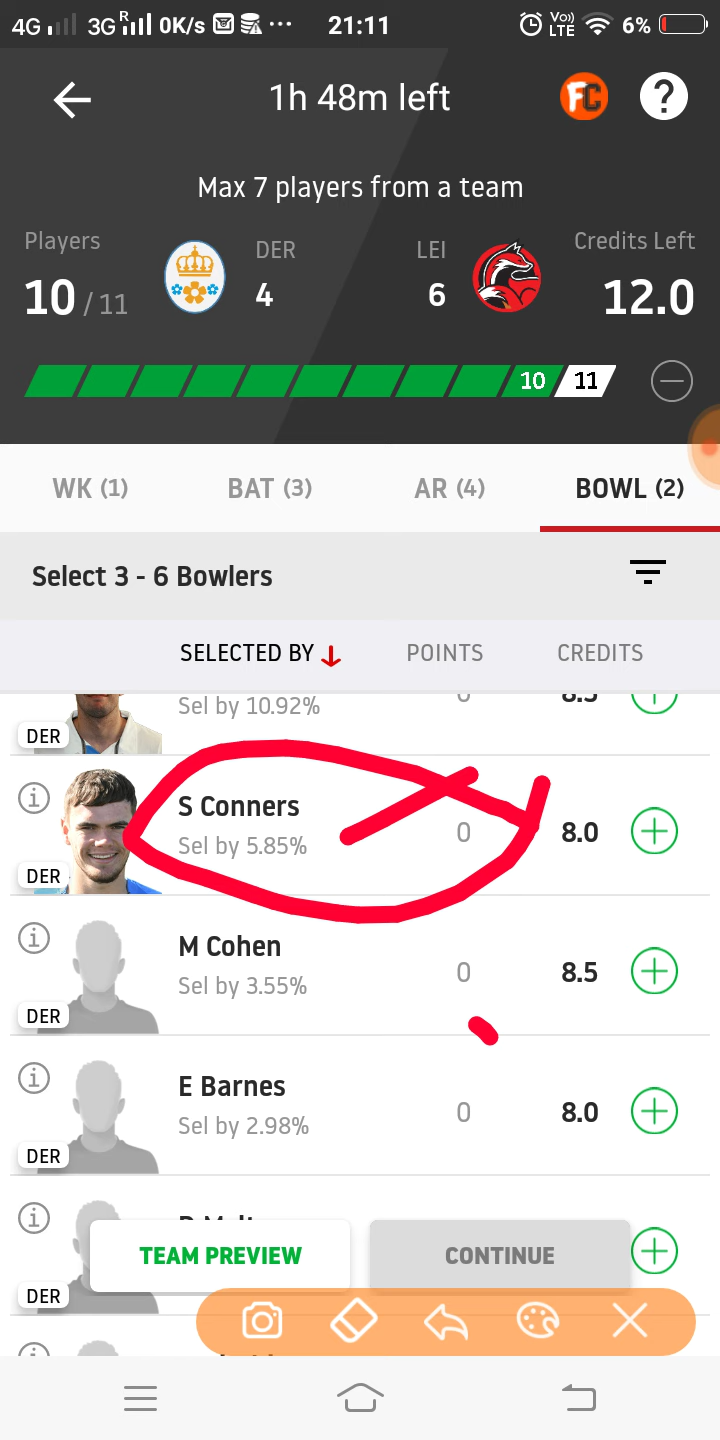 4G 3G R 0K/s ... 21:11 Vo)) LTE 6%
1h 48m left FC ?
Max 7 players from a team
Players DER LEI Credits Left
10 / 11 4 6 12.0
10 11
WK (1) BAT (3) AR (4) BOWL (2)
Select 3 - 6 Bowlers
SELECTED BY POINTS CREDITS
Sel by 10.92% 0 8.5
DER
S Conners
Sel by 5.85% 0 8.0
DER
M Cohen
Sel by 3.55% 0 8.5
DER
E Barnes
Sel by 2.98% 0 8.0
DER
TEAM PREVIEW CONTINUE
DER